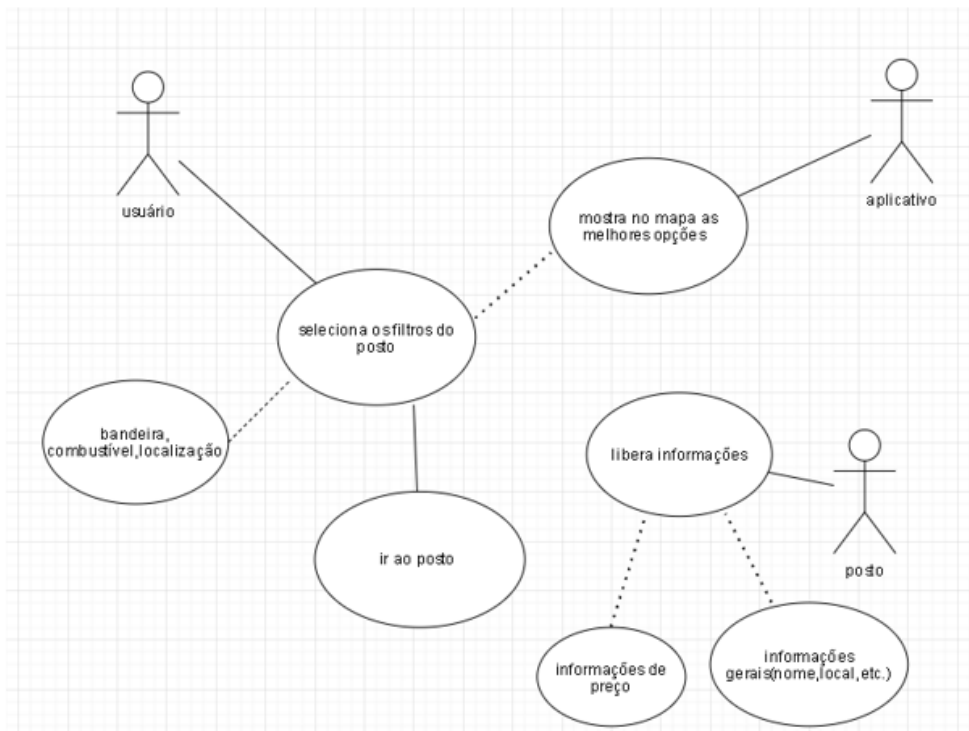 usuário
aplicativo
mostra no mapa as
melhores opções
seleciona os filtros do
posto
bandeira,
combustível,localização
libera informações
ir ao posto
posto
informações de
preço
informações
gerais(nome,local,etc.)